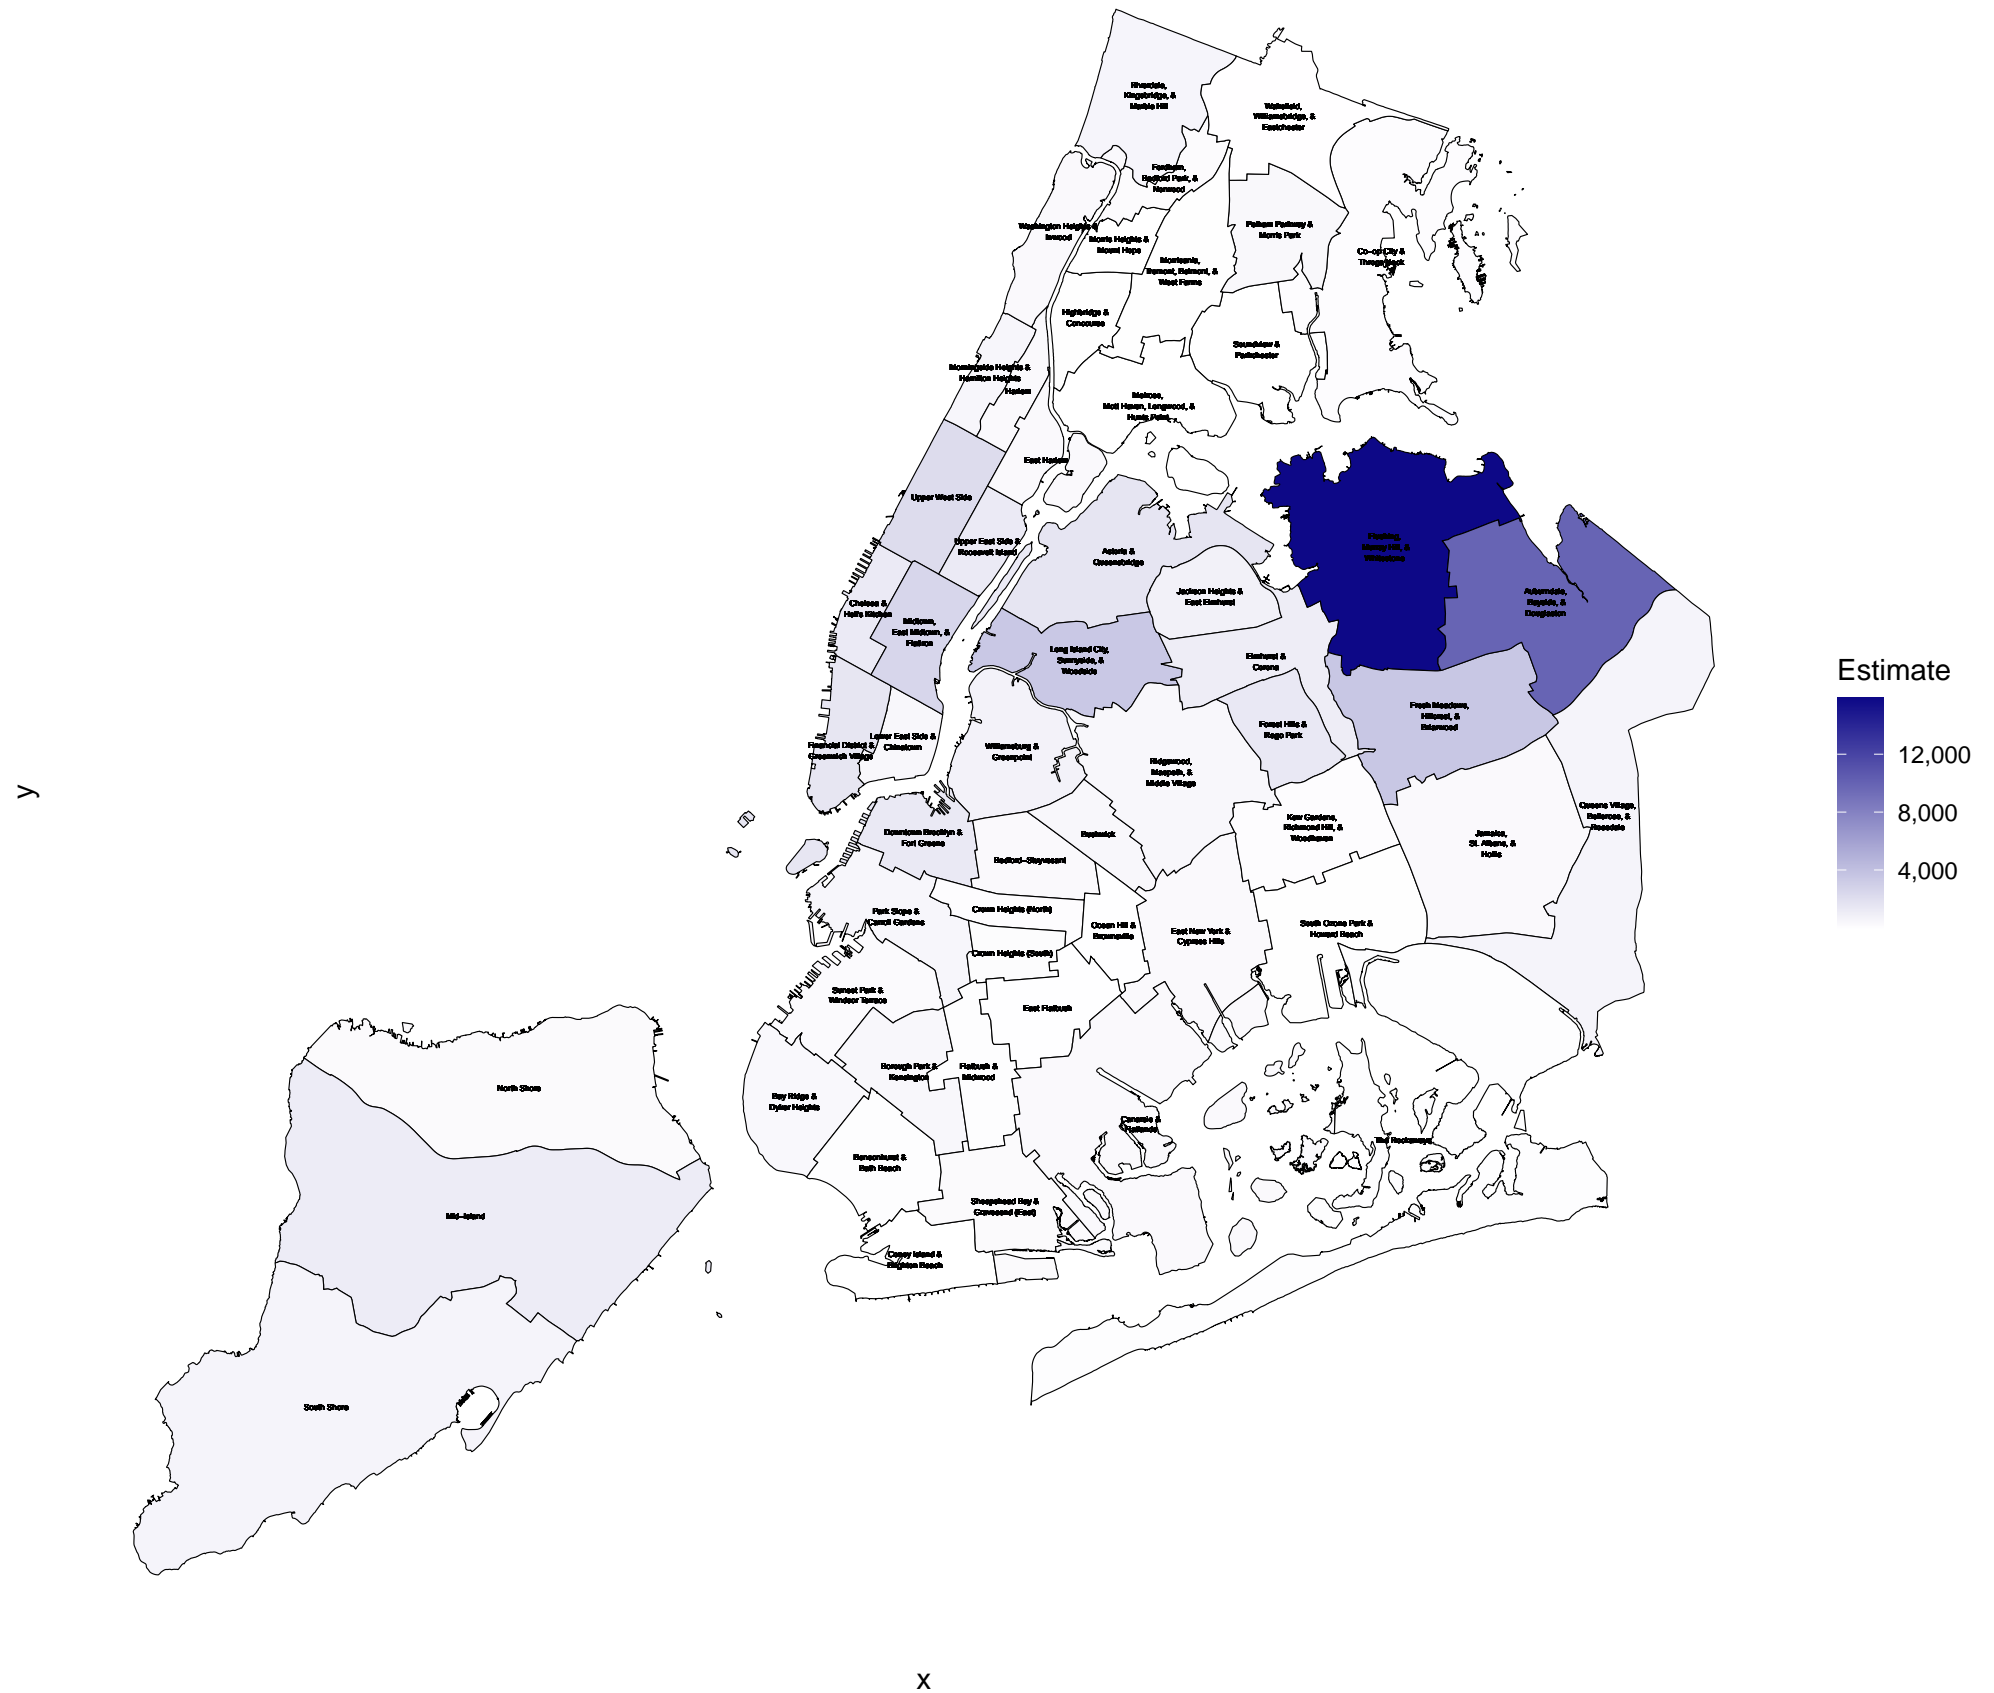 Riverdale,
Kingsbridge, &
Marble Hill
Wakefield,
Williamsbridge, &
Eastchester
Fordham,
Bedford Park, &
Norwood
Washington Heights &
Inwood
Morris Heights &
Mount Hope
Pelham Parkway &
Morris Park
Co-op City &
Throgs Neck
Morrisania,
Tremont, Belmont, &
West Farms
Highbridge &
Concourse
Soundview &
Parkchester
Morningside Heights &
Hamilton Heights
Harlem
Melrose,
Mott Haven, Longwood, &
Hunts Point
East Harlem
Upper West Side
Upper East Side &
Roosevelt Island
Astoria &
Queensbridge
Flushing,
Murray Hill, &
Whitestone
Jackson Heights &
East Elmhurst
Auburndale,
Bayside, &
Douglaston
Chelsea &
Hell's Kitchen
Midtown,
East Midtown, &
Flatiron
Long Island City,
Sunnyside, &
Woodside
Elmhurst &
Corona
Estimate
Fresh Meadows,
Hillcrest, &
Briarwood
Forest Hills &
Rego Park
Financial District &
Greenwich Village
Lower East Side &
Chinatown
Williamsburg &
Greenpoint
12,000
Ridgewood,
Maspeth, &
Middle Village
y
8,000
Queens Village,
Bellerose, &
Rosedale
Downtown Brooklyn &
Fort Greene
Bushwick
Kew Gardens,
Richmond Hill, &
Woodhaven
Jamaica,
St. Albans, &
Hollis
Bedford-Stuyvesant
4,000
Park Slope &
Carroll Gardens
Crown Heights (North)
Ocean Hill &
Brownsville
East New York &
Cypress Hills
South Ozone Park &
Howard Beach
Crown Heights (South)
Sunset Park &
Windsor Terrace
East Flatbush
Borough Park &
Kensington
Flatbush &
Midwood
North Shore
Bay Ridge &
Dyker Heights
Canarsie &
Flatlands
The Rockaways
Bensonhurst &
Bath Beach
Sheepshead Bay &
Gravesend (East)
Mid-Island
Coney Island &
Brighton Beach
South Shore
x